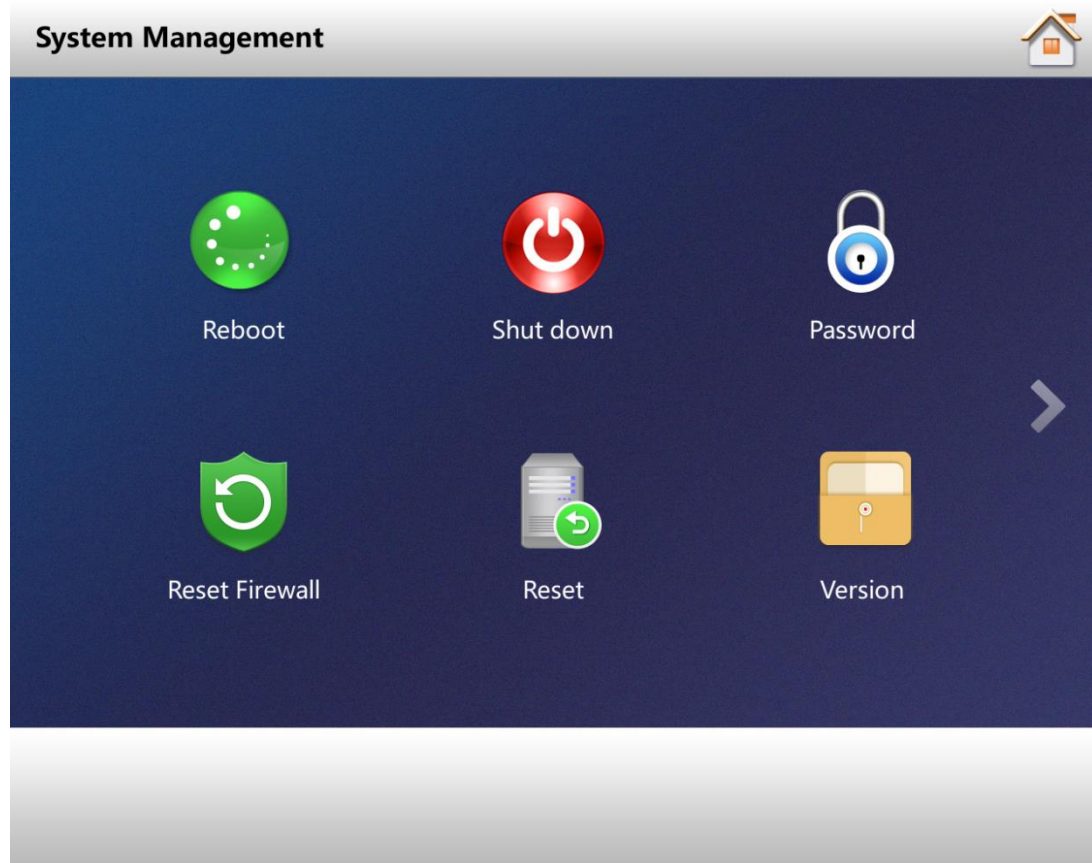 System Management
Reboot
Shut down
Password
Reset Firewall
Reset
Version